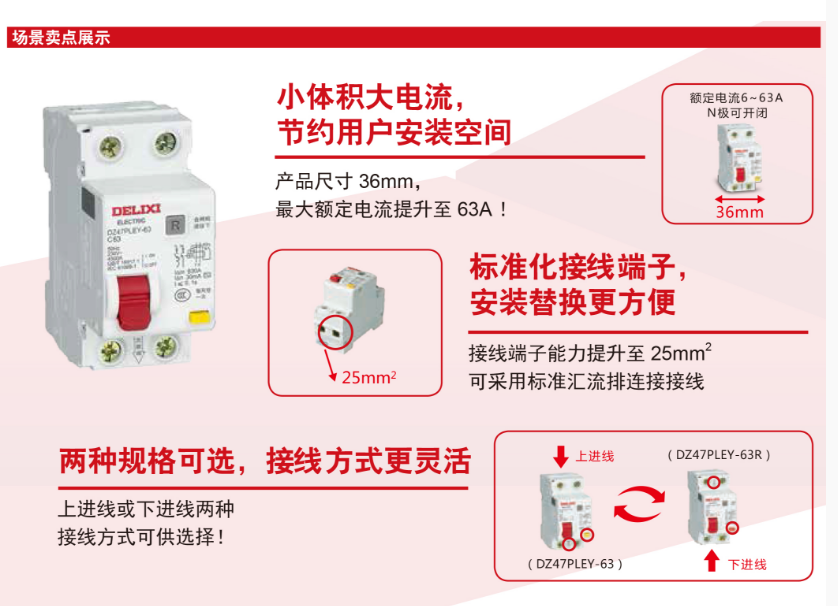 场景卖点展示
小体积大电流，
节约用户安装空间
产品尺寸 36mm，
最大额定电流提升至 63A！
额定电流6~63A
N极可开闭
36mm
DELIXI
ELECTRIC
DZ47PLEY-63
C63
R
标准化接线端子，
安装替换更方便
接线端子能力提升至 25mm²
可采用标准汇流排连接接线
25mm²
两种规格可选，接线方式更灵活
上进线或下进线两种
接线方式可供选择！
上进线
（DZ47PLEY-63R）
（DZ47PLEY-63）
下进线